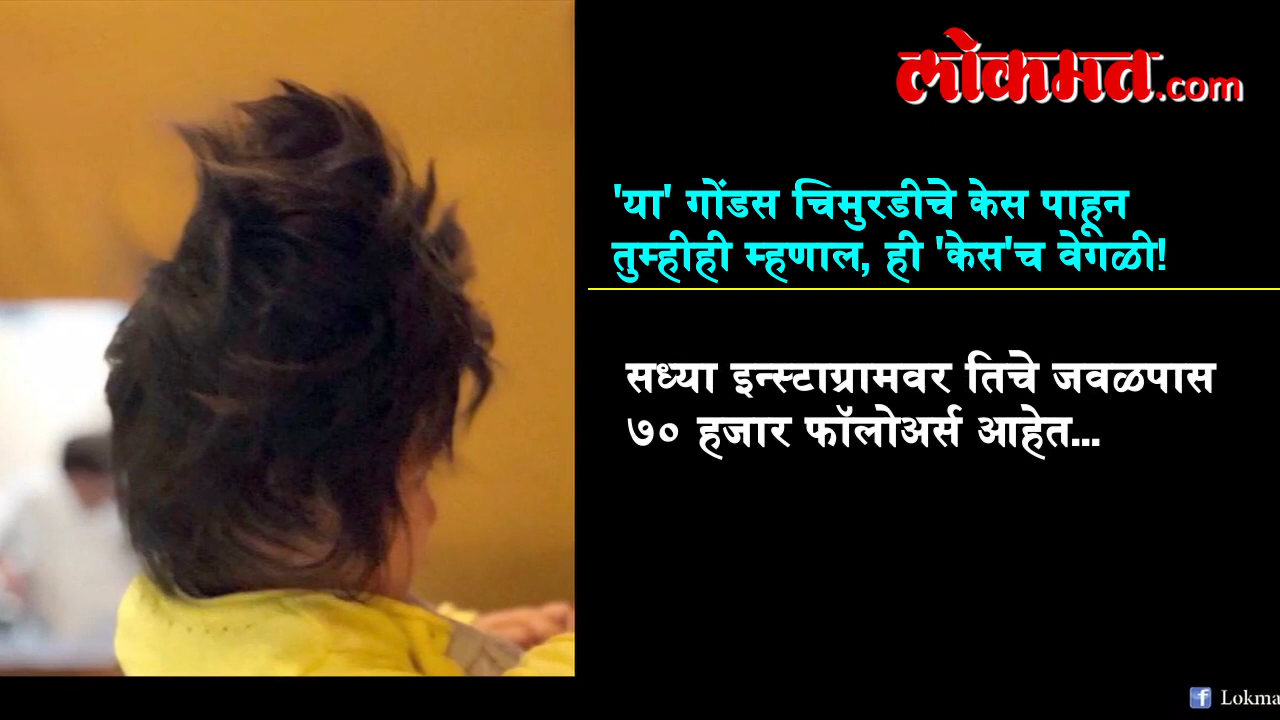 लोकमत.com
'या' गोंडस चिमुरडीचे केस पाहून
तुम्हीही म्हणाल, ही 'केस'च वेगळी!
सध्या इन्स्टाग्रामवर तिचे जवळपास
७० हजार फॉलोअर्स आहेत...
f Lokma